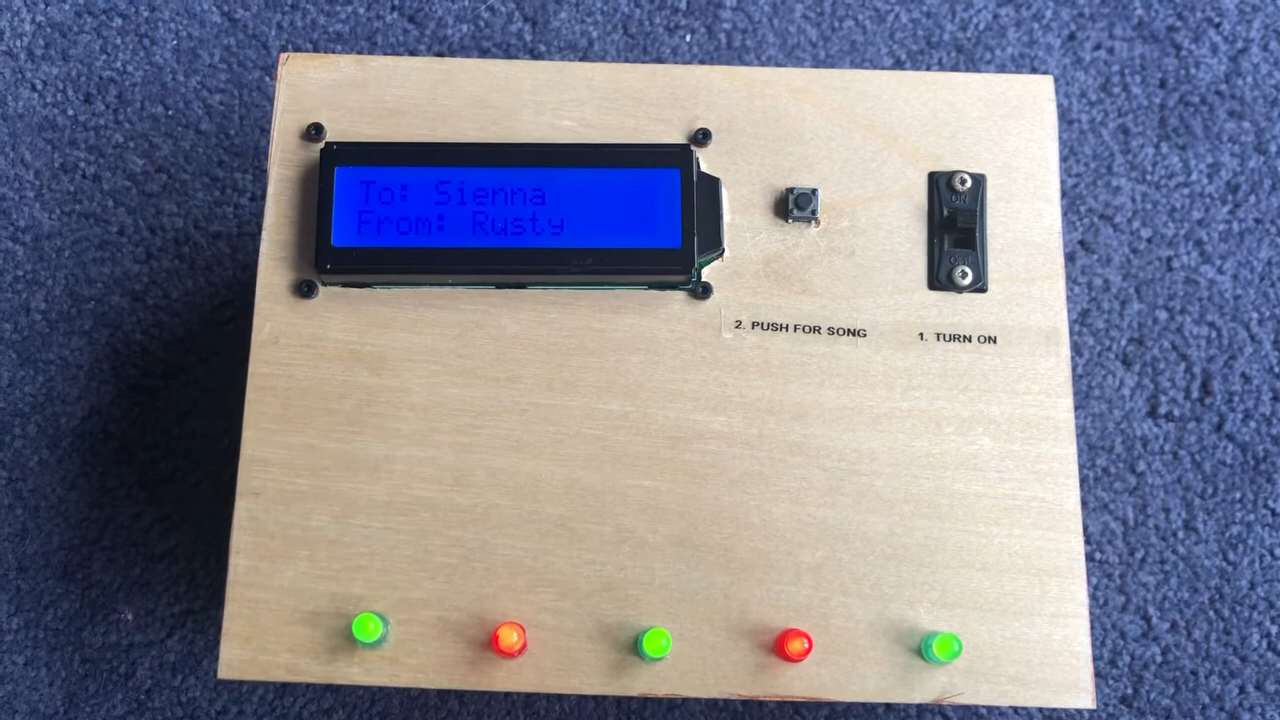 To: Sienna
From: Rusty
ON
OFF
2. PUSH FOR SONG
1. TURN ON